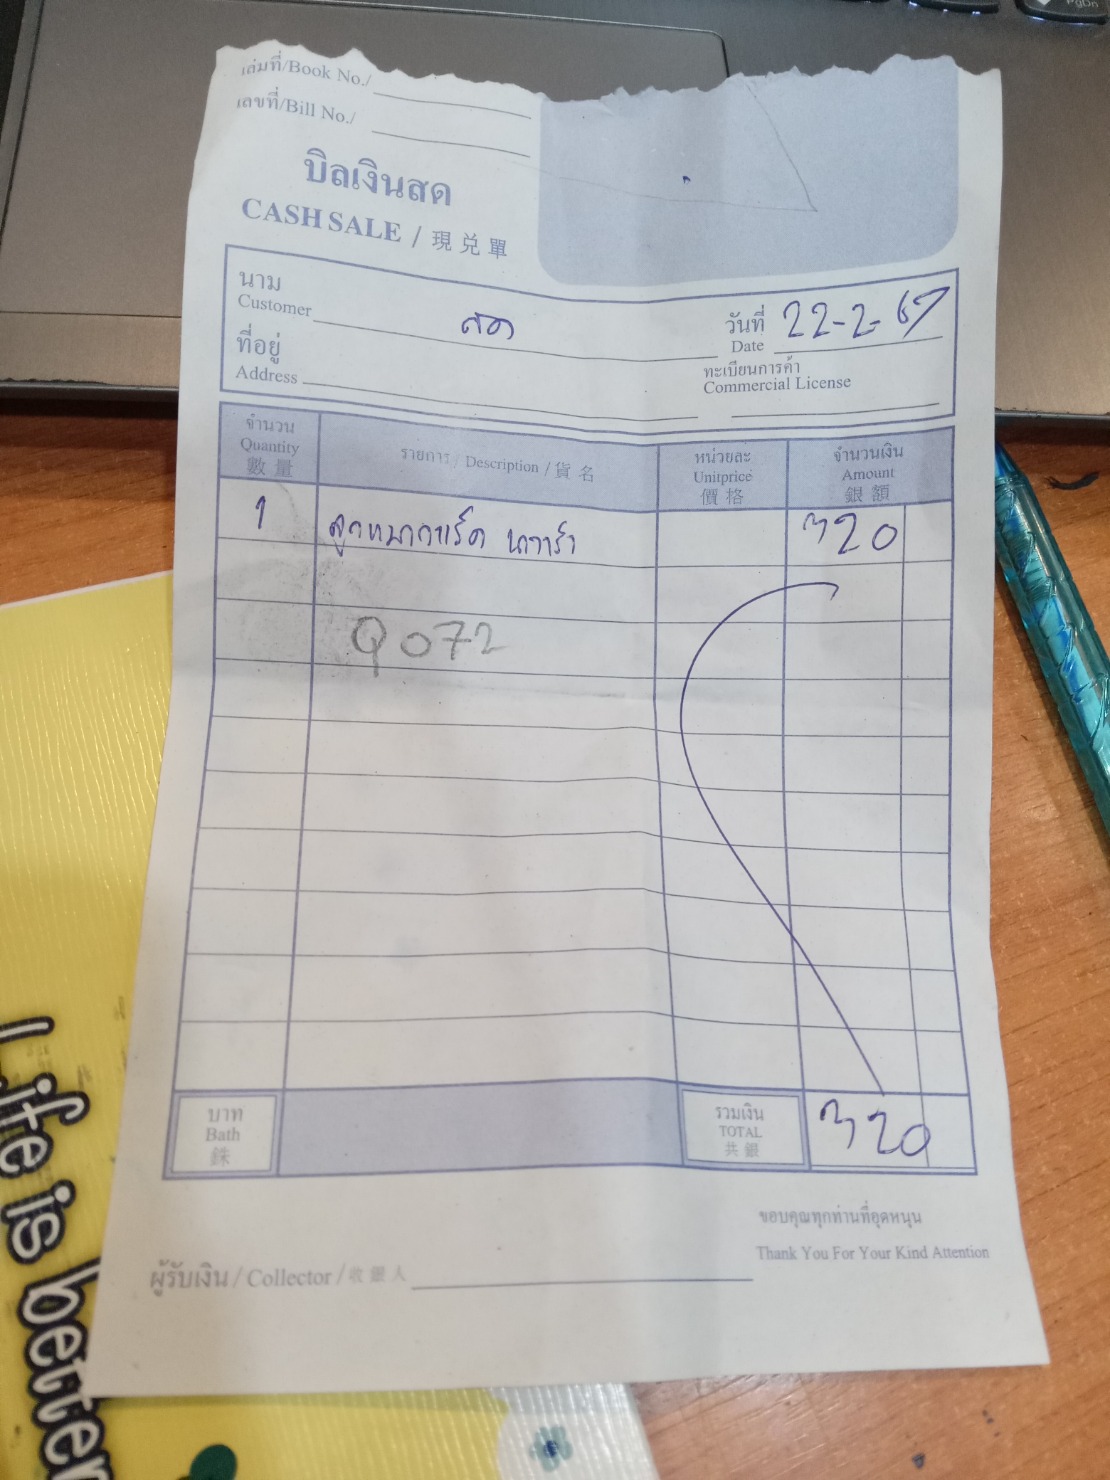 เล่มที่/Book No./
เลขที่/Bill No./
บิลเงินสด
CASH SALE / 現兑單
นาม
Customer
สด
วันที่
Date
22-2-67
ที่อยู่
Address
ทะเบียนการค้า
Commercial License
จำนวน
Quantity
數量
รายการ / Description / 貨名
หน่วยละ
Unitprice
價格
จำนวนเงิน
Amount
銀額
1 ลูกหมากแร็ค นาวาร่า 320
Q072
บาท
Bath
銖
รวมเงิน
TOTAL
共銀
320
ขอบคุณทุกท่านที่อุดหนุน
Thank You For Your Kind Attention
ผู้รับเงิน / Collector / 收銀人
Life is better
PgDn